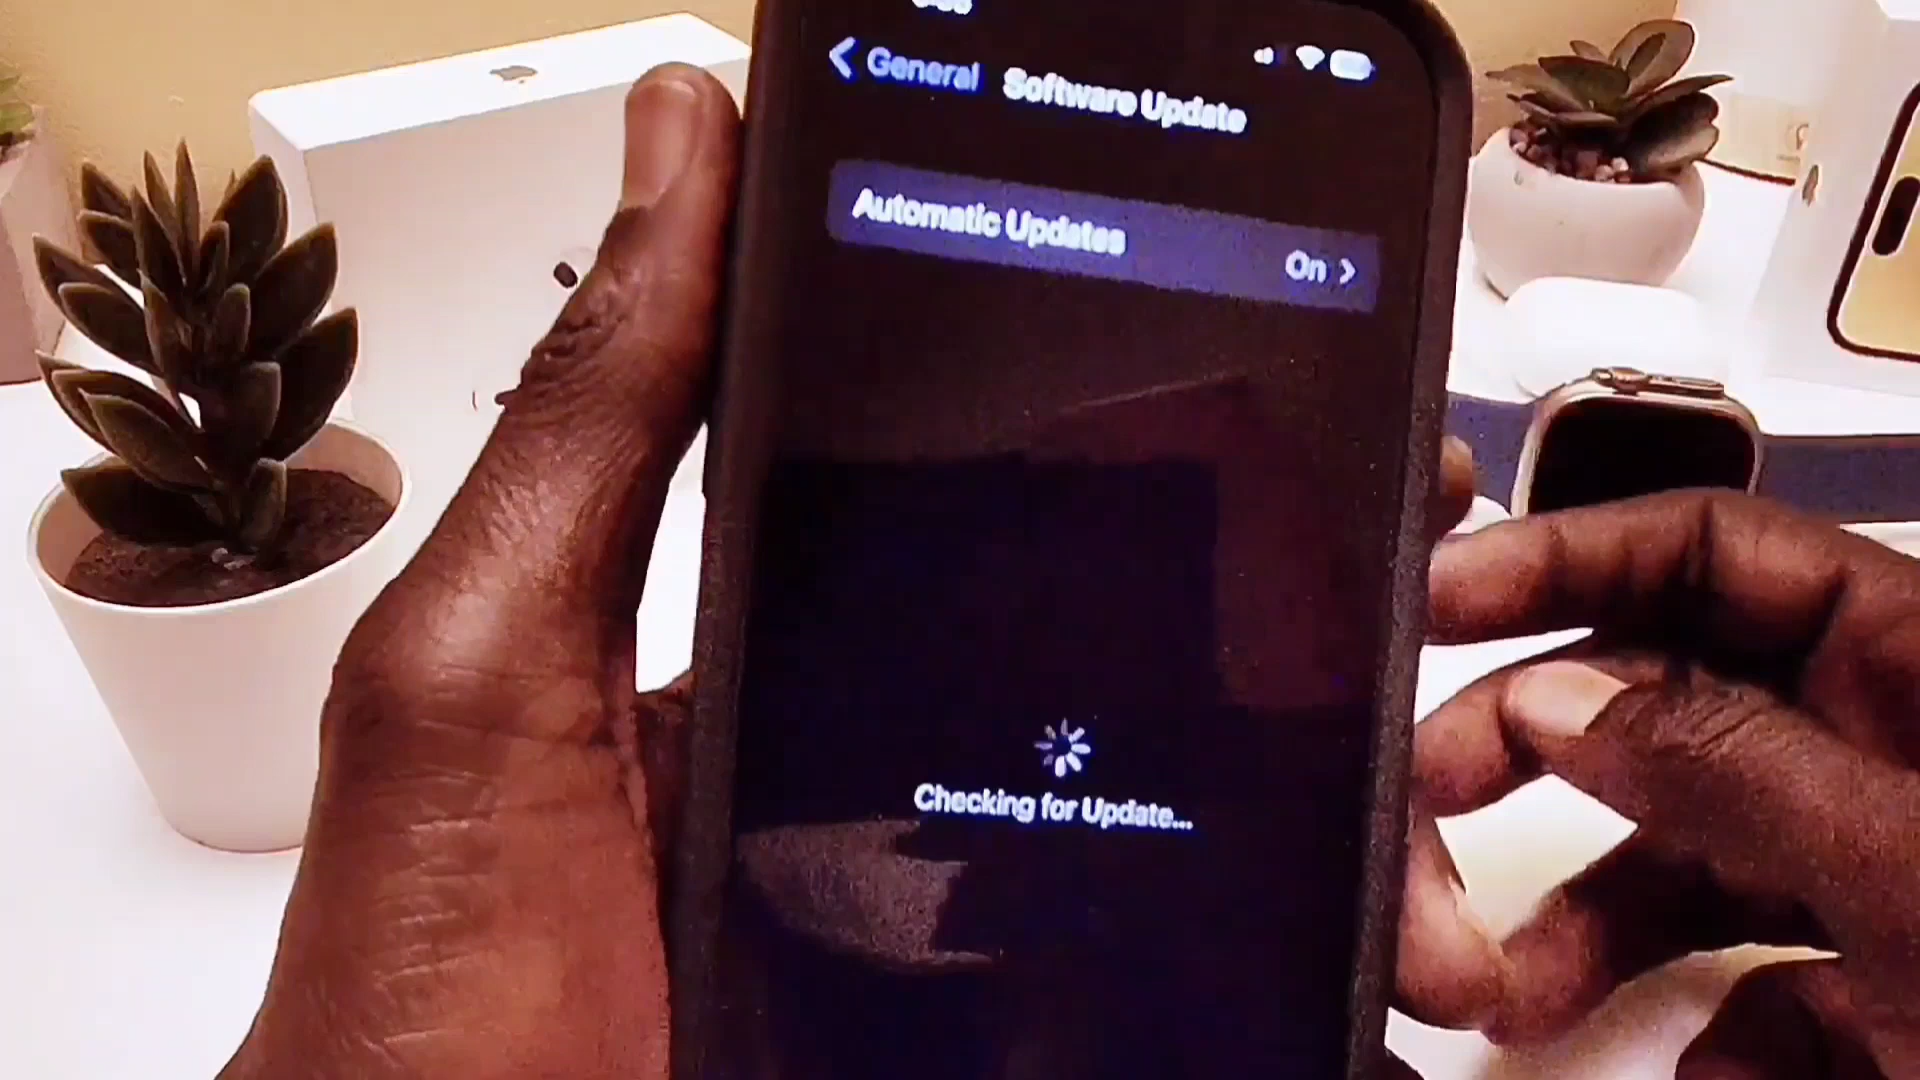 General
Software Update
Automatic Updates
On
Checking for Update...